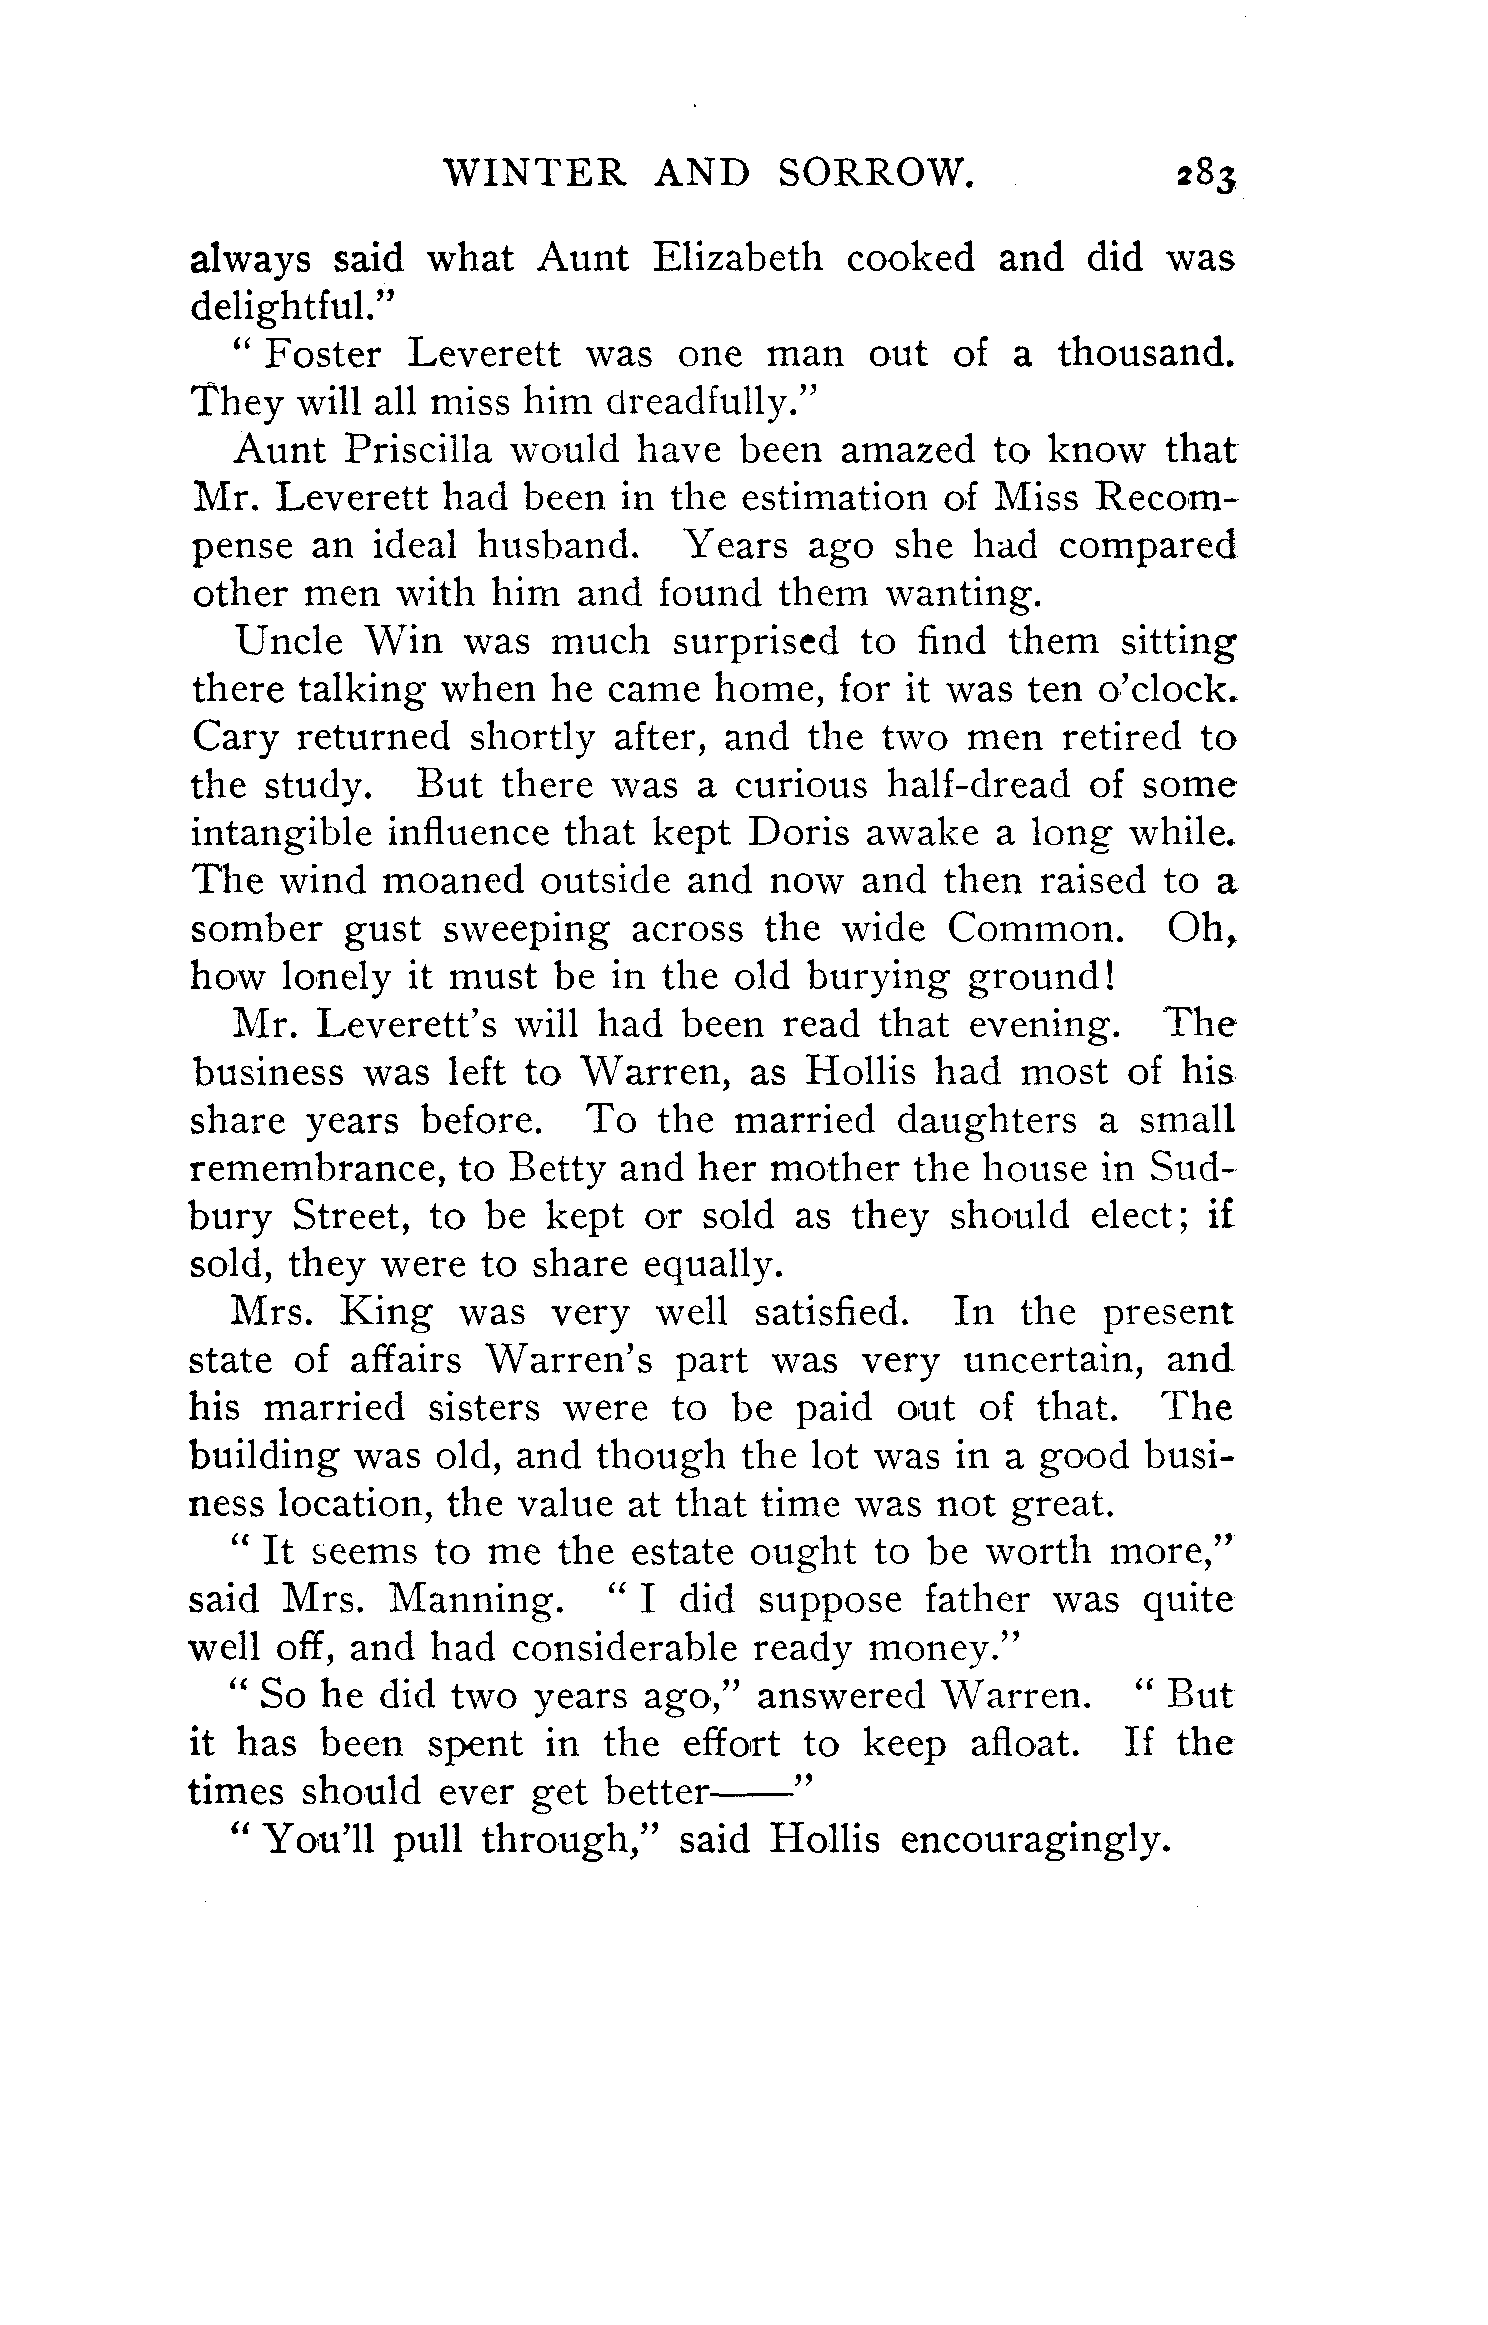 WINTER AND SORROW. 283
always said what Aunt Elizabeth cooked and did was
delightful."
" Foster Leverett was one man out of a thousand.
They will all miss him dreadfully."
Aunt Priscilla would have been amazed to know that
Mr. Leverett had been in the estimation of Miss Recom-
pense an ideal husband. Years ago she had compared
other men with him and found them wanting.
Uncle Win was much surprised to find them sitting
there talking when he came home, for it was ten o'clock.
Cary returned shortly after, and the two men retired to
the study. But there was a curious half-dread of some
intangible influence that kept Doris awake a long while.
The wind moaned outside and now and then raised to a
somber gust sweeping across the wide Common. Oh,
how lonely it must be in the old burying ground!
Mr. Leverett's will had been read that evening. The
business was left to Warren, as Hollis had most of his
share years before. To the married daughters a small
remembrance, to Betty and her mother the house in Sud-
bury Street, to be kept or sold as they should elect; if
sold, they were to share equally.
Mrs. King was very well satisfied. In the present
state of affairs Warren's part was very uncertain, and
his married sisters were to be paid out of that. The
building was old, and though the lot was in a good busi-
ness location, the value at that time was not great.
" It seems to me the estate ought to be worth more,"
said Mrs. Manning. " I did suppose father was quite
well off, and had considerable ready money."
" So he did two years ago," answered Warren. " But
it has been spent in the effort to keep afloat. If the
times should ever get better——"
" You'll pull through," said Hollis encouragingly.